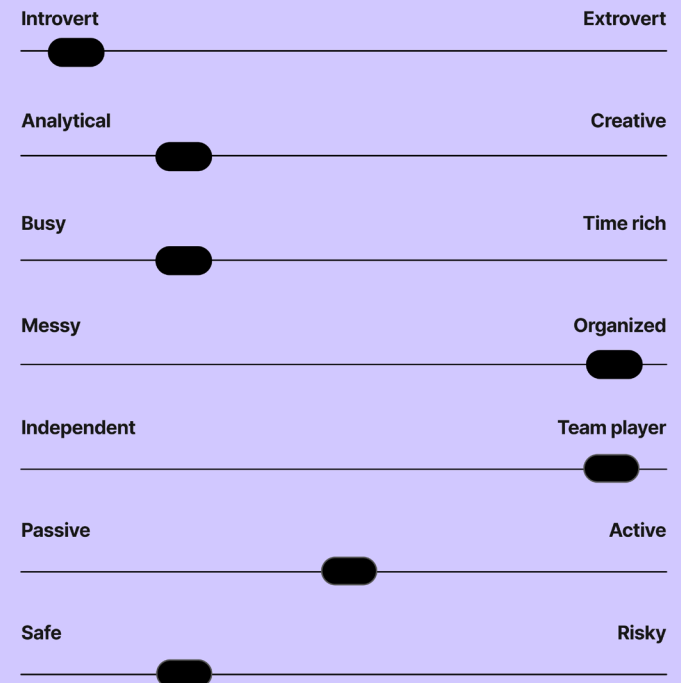 Introvert Extrovert
Analytical Creative
Busy Time rich
Messy Organized
Independent Team player
Passive Active
Safe Risky